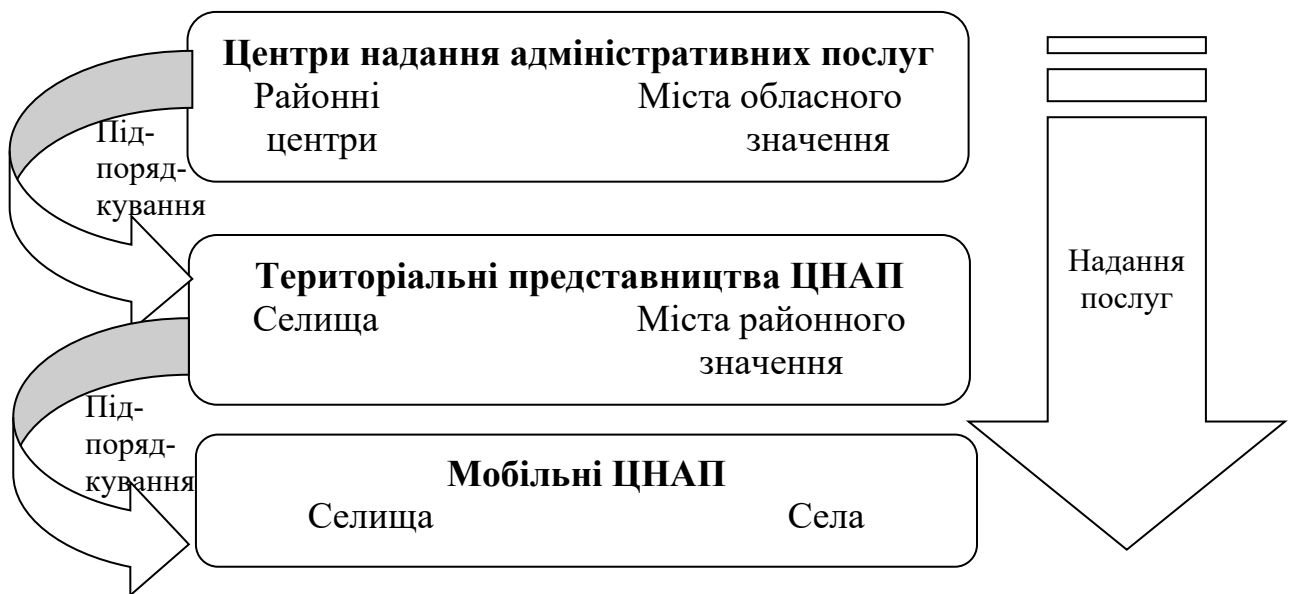 Центри надання адміністративних послуг
Районні Міста обласного
центри значення
Під-
поряд-
кування
Територіальні представництва ЦНАП
Селища Міста районного
значення
Надання
послуг
Під-
поряд-
кування
Мобільні ЦНАП
Селища Села